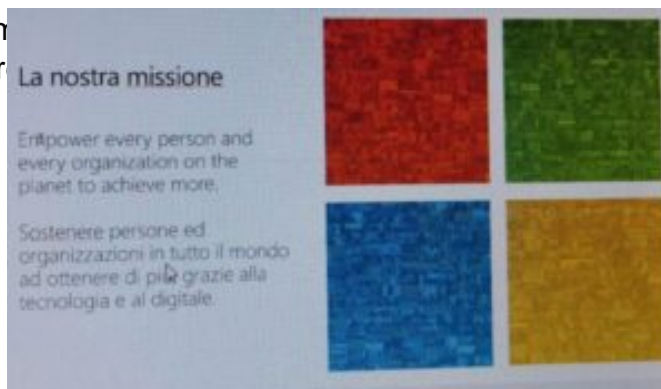 La nostra missione
Empower every person and
every organization on the
planet to achieve more.
Sostenere persone ed
organizzazioni in tutto il mondo
ad ottenere di più grazie alla
tecnologia e al digitale.